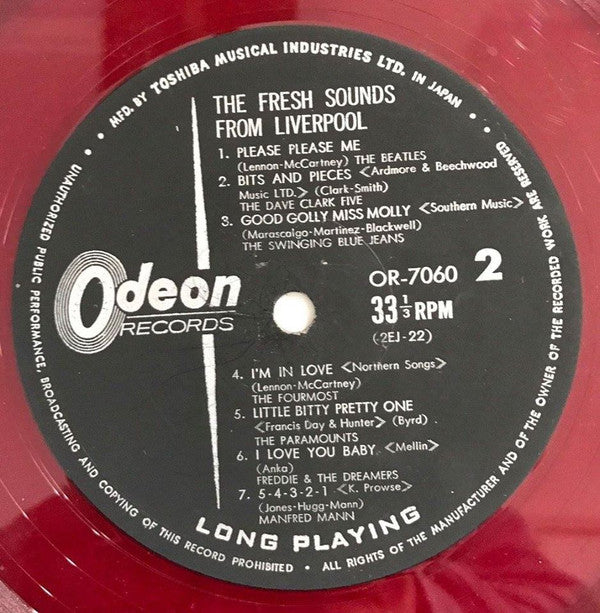 MFD. BY TOSHIBA MUSICAL INDUSTRIES LTD. IN JAPAN •
THE FRESH SOUNDS
FROM LIVERPOOL
1. PLEASE PLEASE ME
(Lennon-McCartney) THE BEATLES
2. BITS AND PIECES <Ardmore & Beechwood
Music LTD.> (Clark-Smith)
THE DAVE CLARK FIVE
3. GOOD GOLLY MISS MOLLY <Southern Music>
(Marascalgo-Martinez-Blackwell)
THE SWINGING BLUE JEANS
Odeon
RECORDS
OR-7060 2
33 1/3 RPM
(2EJ-22)
4. I'M IN LOVE <Northern Songs>
(Lennon-McCartney)
THE FOURMOST
5. LITTLE BITTY PRETTY ONE
<Francis Day & Hunter> (Byrd)
THE PARAMOUNTS
6. I LOVE YOU BABY <Mellin>
(Anka)
FREDDIE & THE DREAMERS
7. 5-4-3-2-1 <K. Prowse>
(Jones-Hugg-Mann)
MANFRED MANN
LONG PLAYING
• ALL RIGHTS OF THE MANUFACTURER AND OF THE OWNER OF THE RECORDED WORK ARE RESERVED
• UNAUTHORIZED PUBLIC PERFORMANCE, BROADCASTING AND COPYING OF THIS RECORD PROHIBITED